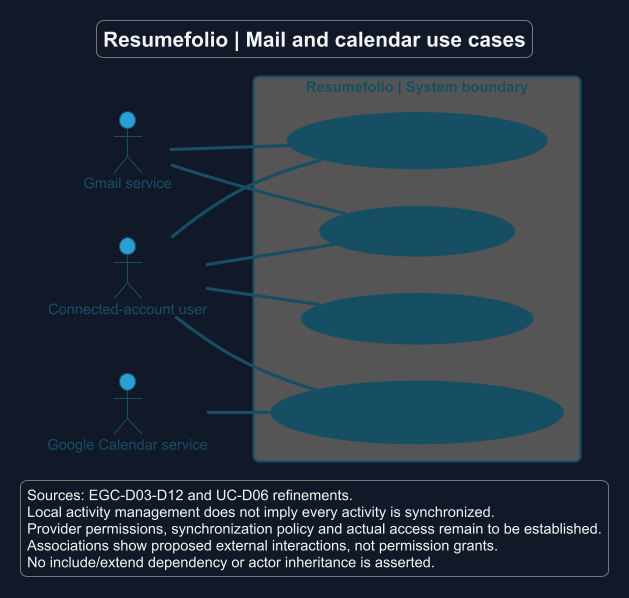 Resumefolio | Mail and calendar use cases
Resumefolio | System boundary
Gmail service
Connected-account user
Google Calendar service
Sources: EGC-D03-D12 and UC-D06 refinements.
Local activity management does not imply every activity is synchronized.
Provider permissions, synchronization policy and actual access remain to be established.
Associations show proposed external interactions, not permission grants.
No include/extend dependency or actor inheritance is asserted.